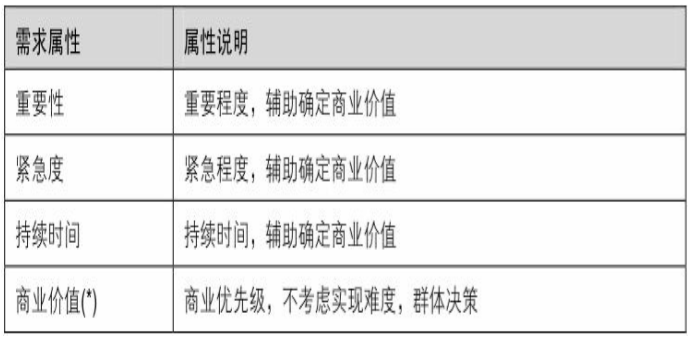 需求属性 属性说明
重要性 重要程度，辅助确定商业价值
紧急度 紧急程度，辅助确定商业价值
持续时间 持续时间，辅助确定商业价值
商业价值(*) 商业优先级，不考虑实现难度，群体决策